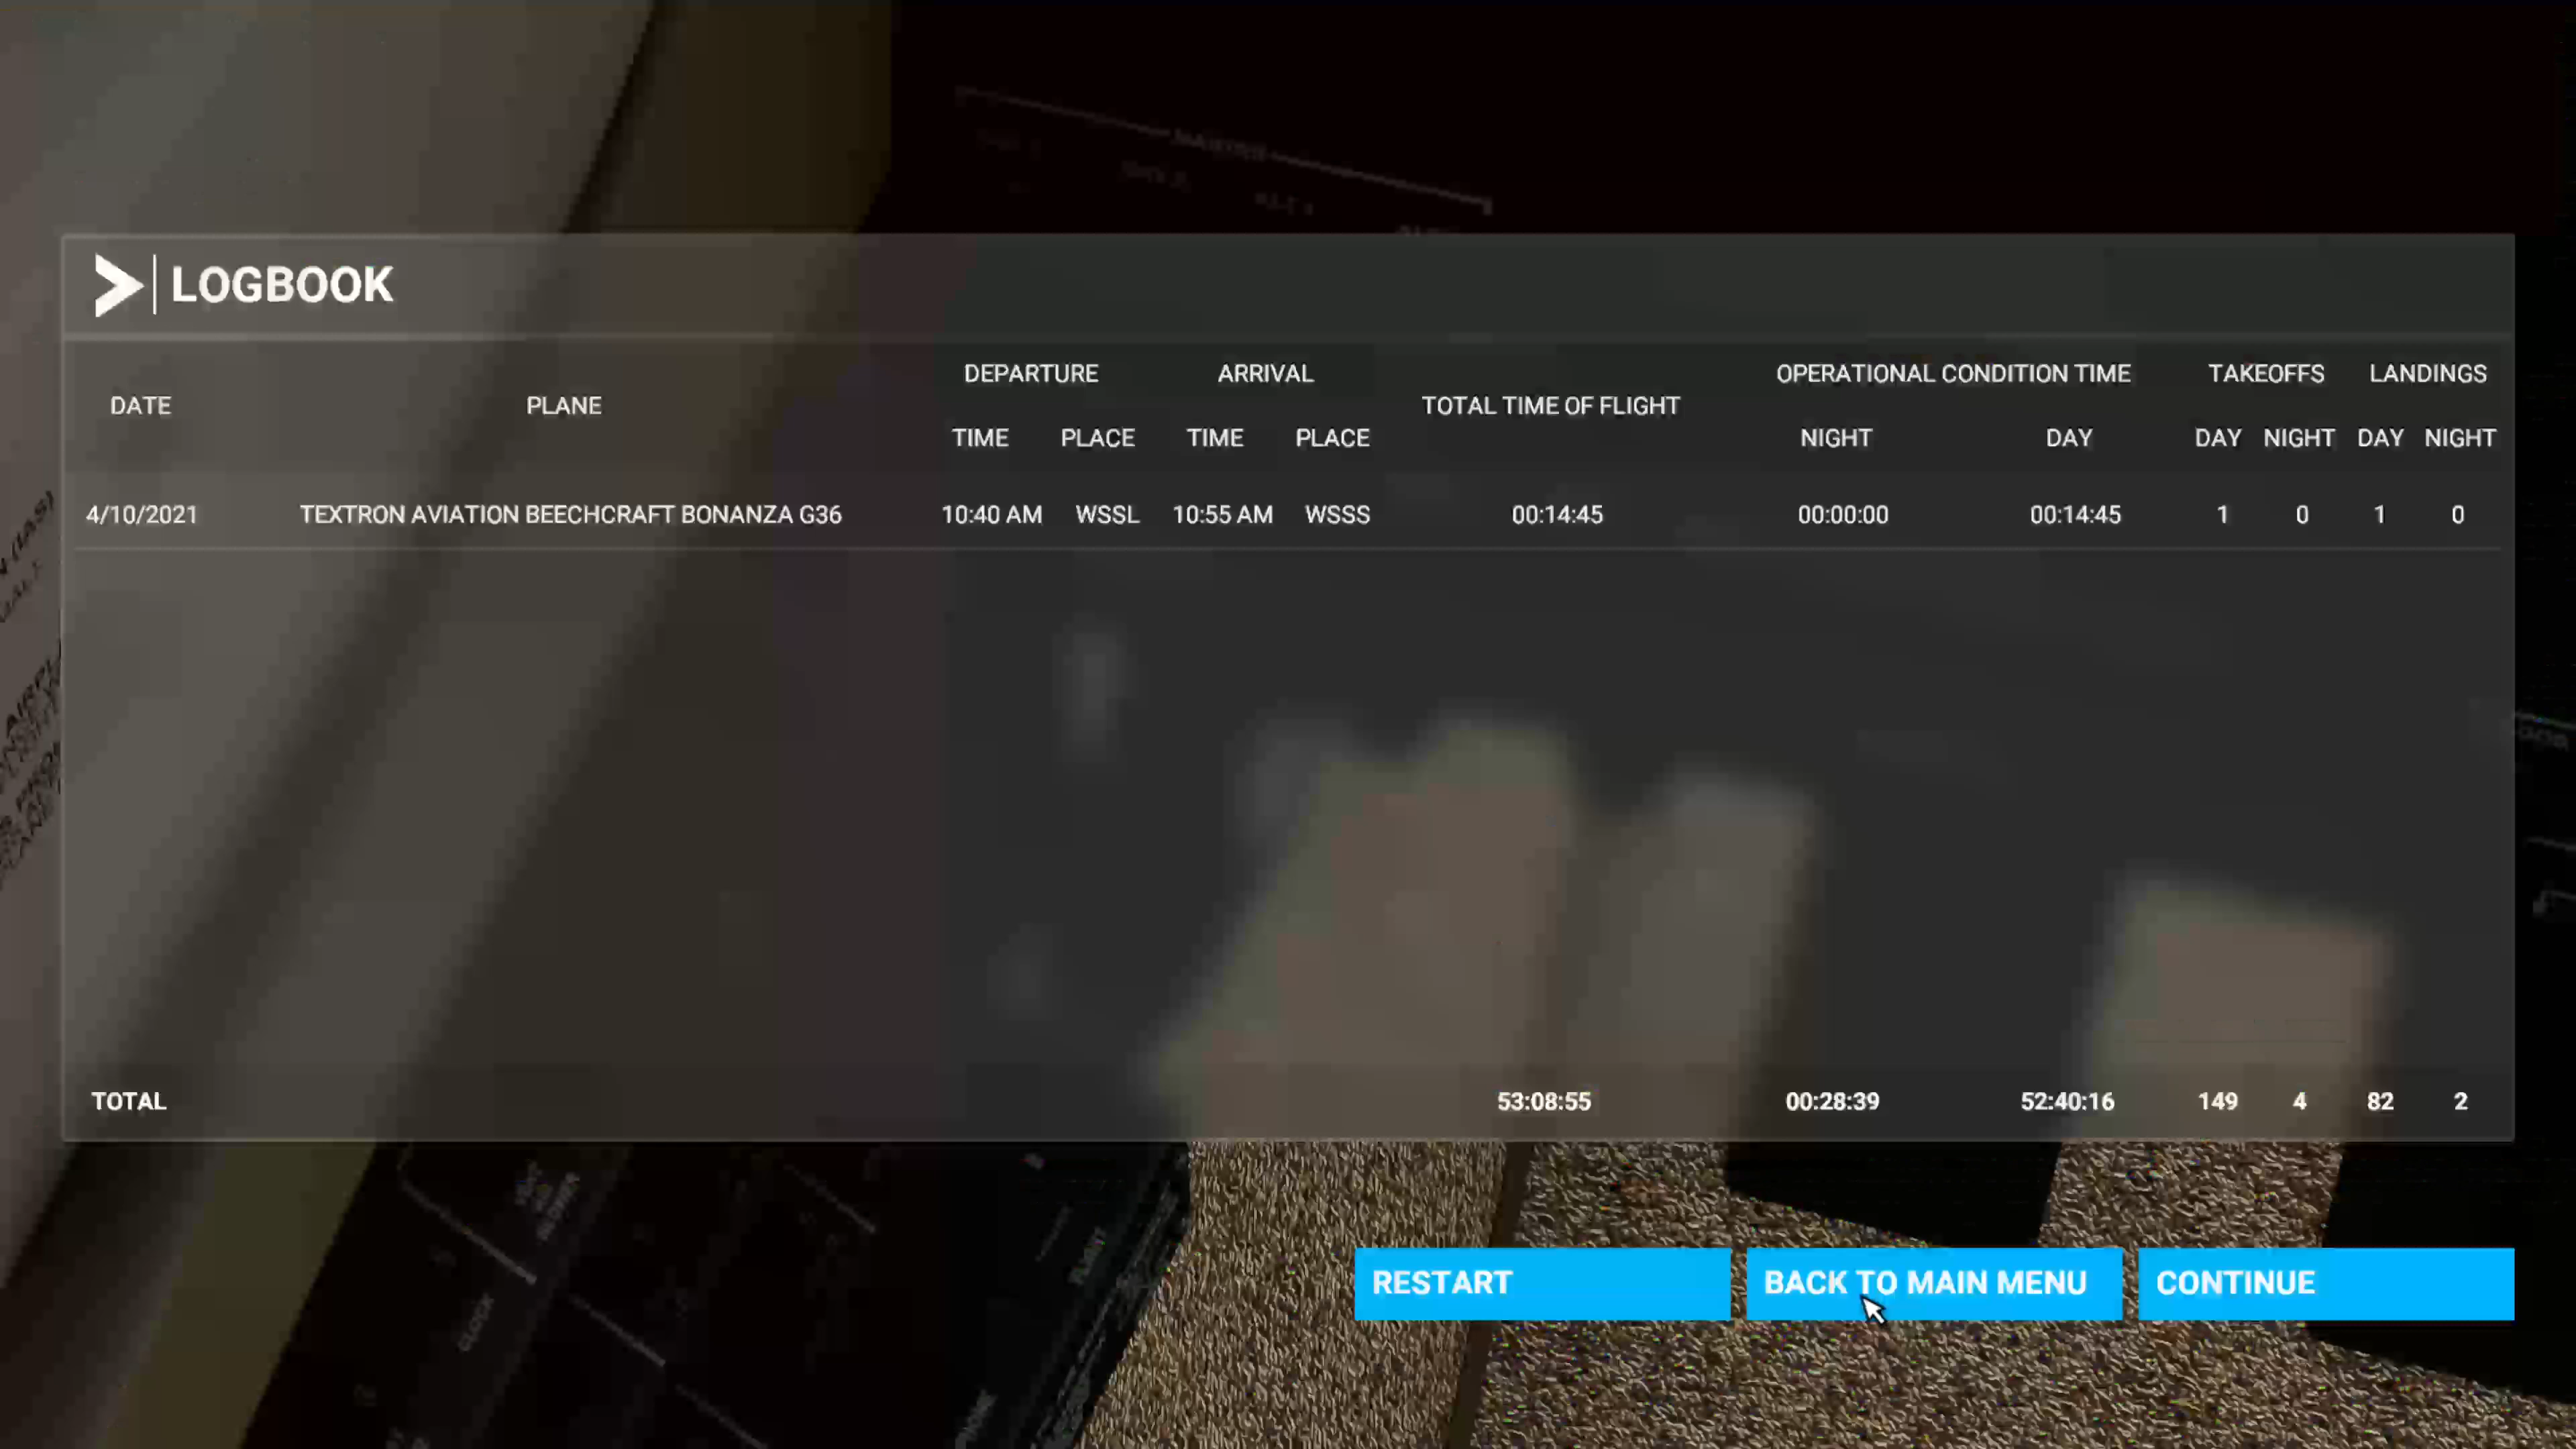 LOGBOOK
DEPARTURE ARRIVAL OPERATIONAL CONDITION TIME TAKEOFFS LANDINGS
DATE PLANE TOTAL TIME OF FLIGHT
TIME PLACE TIME PLACE NIGHT DAY DAY NIGHT DAY NIGHT
4/10/2021 TEXTRON AVIATION BEECHCRAFT BONANZA G36 10:40 AM WSSL 10:55 AM WSSS 00:14:45 00:00:00 00:14:45 1 0 1 0
TOTAL 53:08:55 00:28:39 52:40:16 149 4 82 2
RESTART BACK TO MAIN MENU CONTINUE
CLOCK
FLIGHT